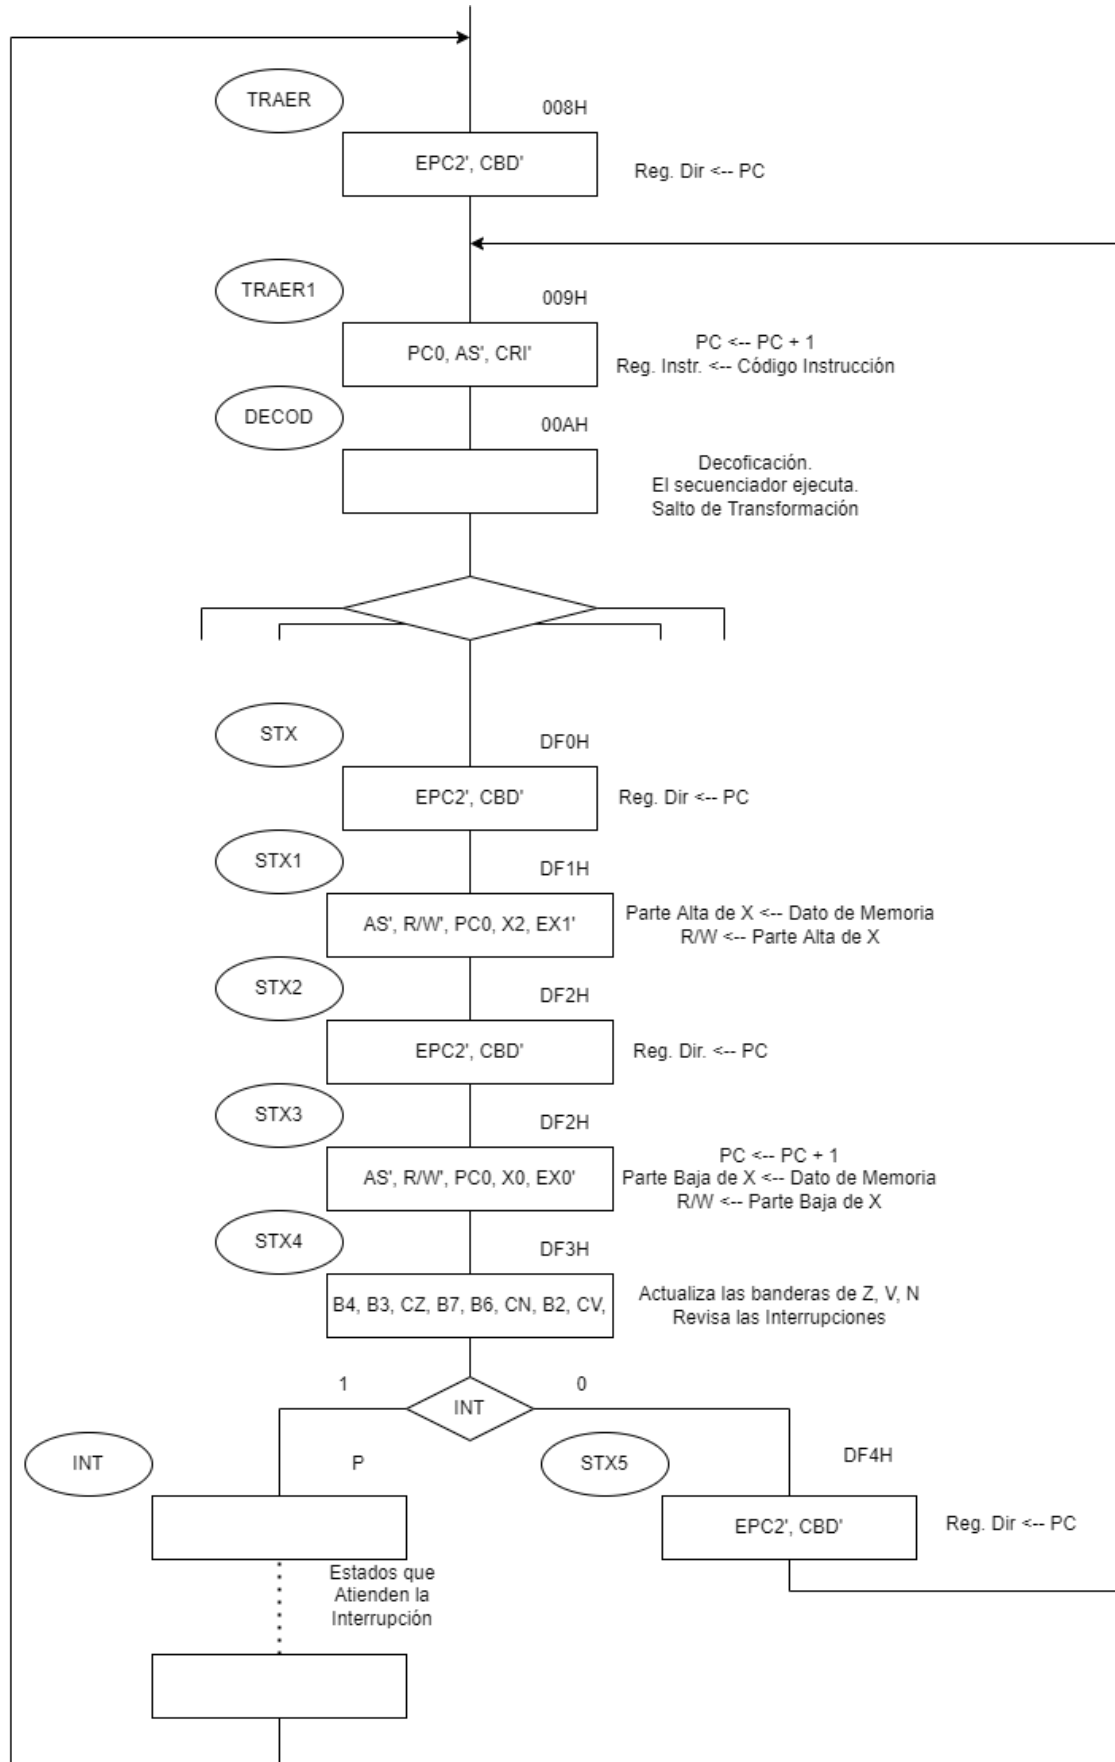 TRAER
008H
EPC2', CBD'
Reg. Dir <-- PC
TRAER1
009H
PC0, AS', CRI'
PC <-- PC + 1
Reg. Instr. <-- Código Instrucción
DECOD
00AH
Decoficación.
El secuenciador ejecuta.
Salto de Transformación
STX
DF0H
EPC2', CBD'
Reg. Dir <-- PC
STX1
DF1H
AS', R/W', PC0, X2, EX1'
Parte Alta de X <-- Dato de Memoria
R/W <-- Parte Alta de X
STX2
DF2H
EPC2', CBD'
Reg. Dir. <-- PC
STX3
DF2H
AS', R/W', PC0, X0, EX0'
PC <-- PC + 1
Parte Baja de X <-- Dato de Memoria
R/W <-- Parte Baja de X
STX4
DF3H
B4, B3, CZ, B7, B6, CN, B2, CV,
Actualiza las banderas de Z, V, N
Revisa las Interrupciones
1
0
INT
INT
P
STX5
DF4H
EPC2', CBD'
Reg. Dir <-- PC
Estados que
Atienden la
Interrupción